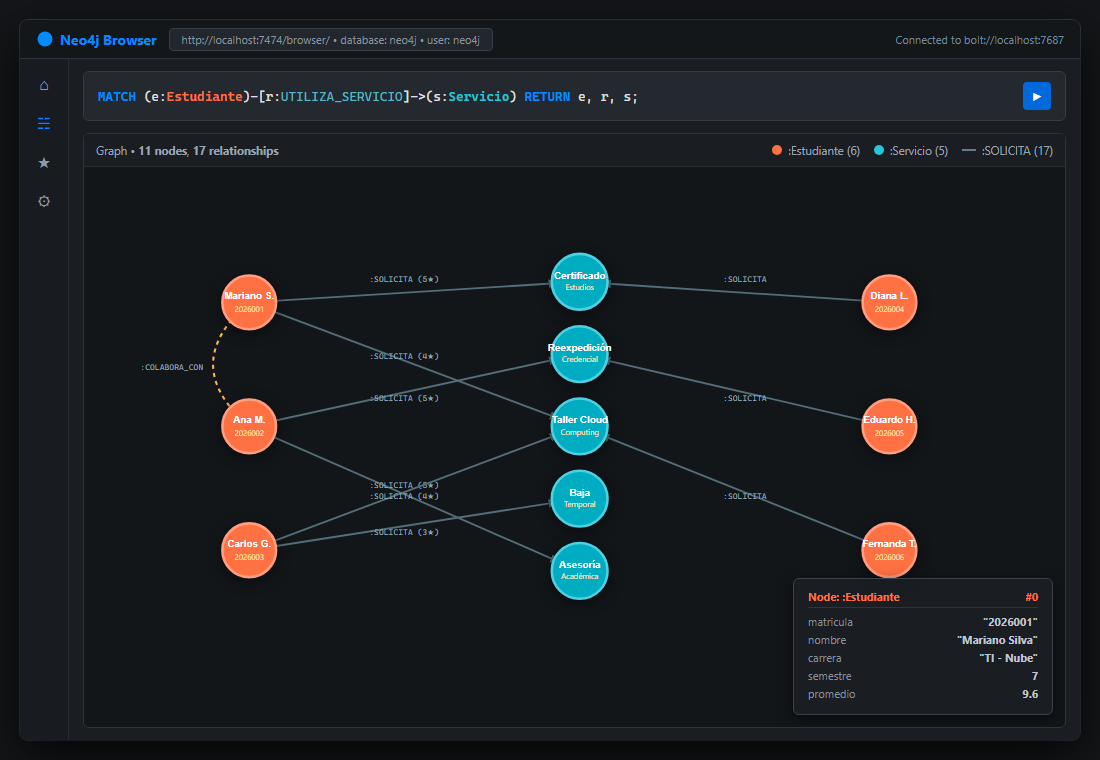 Neo4j Browser
http://localhost:7474/browser/ • database: neo4j • user: neo4j
Connected to bolt://localhost:7687
MATCH (e:Estudiante)-[r:UTILIZA_SERVICIO]->(s:Servicio) RETURN e, r, s;
Graph • 11 nodes, 17 relationships
:Estudiante (6)
:Servicio (5)
:SOLICITA (17)
:SOLICITA (5★)
Certificado
Estudios
:SOLICITA
Mariano S.
2026001
Diana L.
2026004
:SOLICITA (4★)
Reexpedición
Credencial
:COLABORA_CON
:SOLICITA (5★)
:SOLICITA
Ana M.
2026002
Taller Cloud
Computing
Eduardo H.
2026005
:SOLICITA (5★)
:SOLICITA (4★)
:SOLICITA
Baja
Temporal
:SOLICITA (3★)
Carlos G.
2026003
Fernanda T.
2026006
Asesoría
Académica
Node: :Estudiante
#0
matricula
"2026001"
nombre
"Mariano Silva"
carrera
"TI - Nube"
semestre
7
promedio
9.6